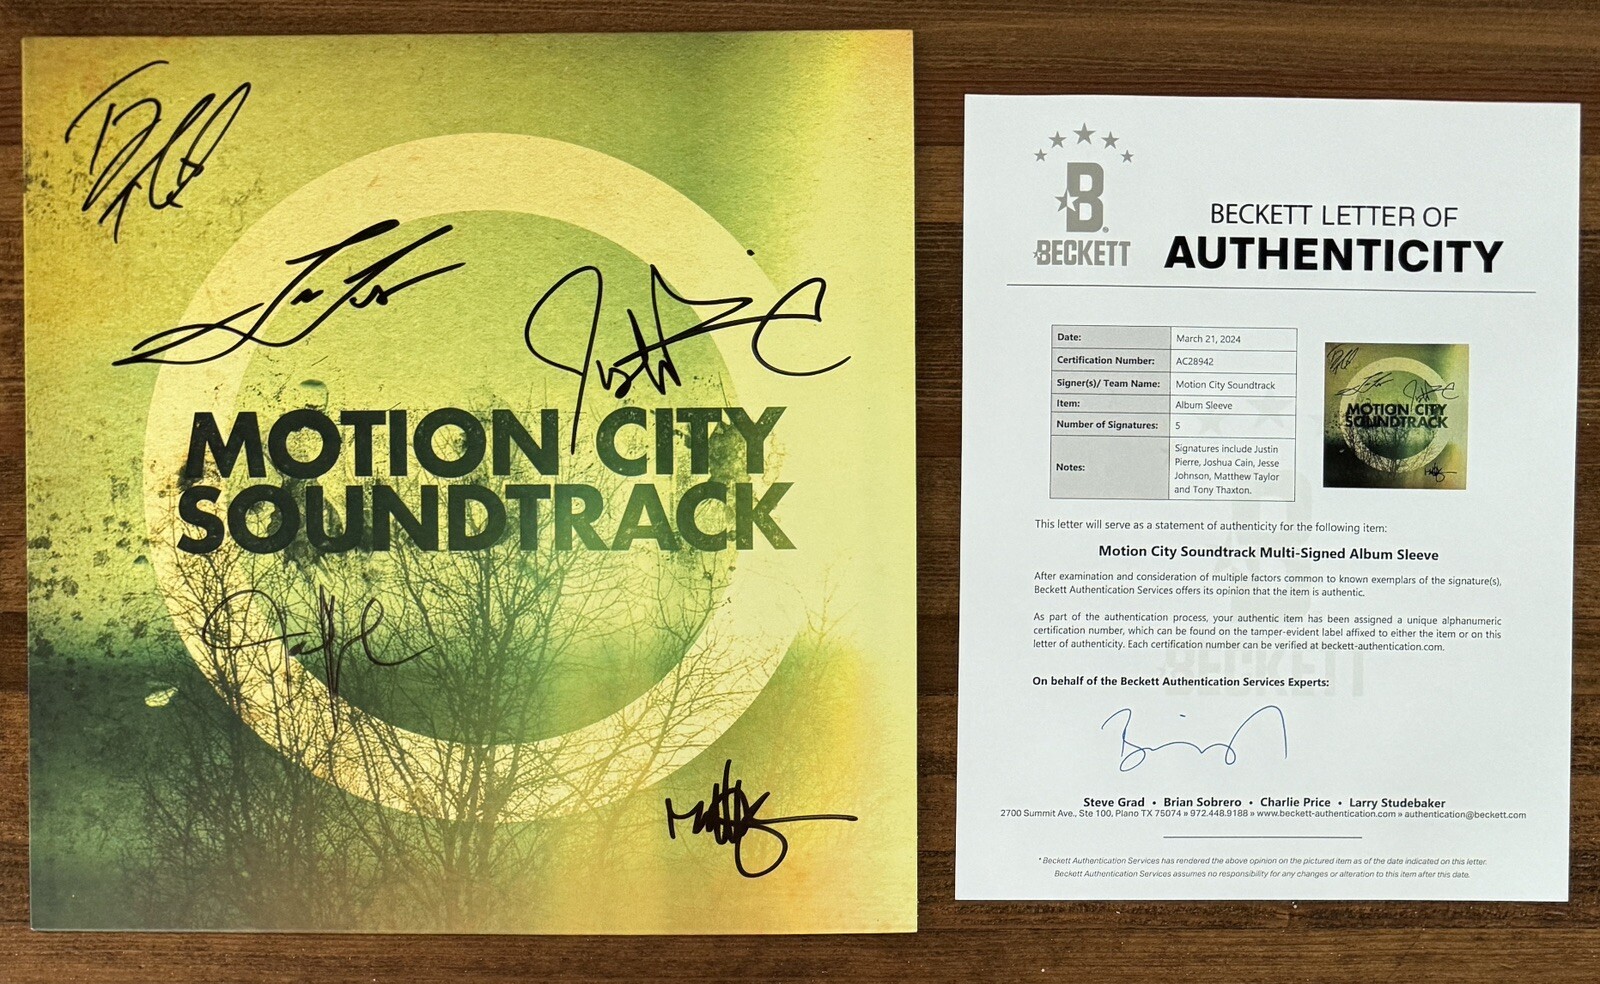 MOTION CITY
SOUNDTRACK
B
BECKETT
BECKETT LETTER OF
AUTHENTICITY
Date: March 21, 2024
Certification Number: AC28942
Signer(s)/ Team Name: Motion City Soundtrack
Item: Album Sleeve
Number of Signatures: 5
Notes: Signatures include Justin
Pierre, Joshua Cain, Jesse
Johnson, Matthew Taylor
and Tony Thaxton.
MOTION CITY
SOUNDTRACK
This letter will serve as a statement of authenticity for the following item:
Motion City Soundtrack Multi-Signed Album Sleeve
After examination and consideration of multiple factors common to known exemplars of the signature(s),
Beckett Authentication Services offers its opinion that the item is authentic.
As part of the authentication process, your authentic item has been assigned a unique alphanumeric
certification number, which can be found on the tamper-evident label affixed to either the item or on this
letter of authenticity. Each certification number can be verified at beckett-authentication.com.
BECKETT
On behalf of the Beckett Authentication Services Experts:
Steve Grad • Brian Sobrero • Charlie Price • Larry Studebaker
2700 Summit Ave., Ste 100, Plano TX 75074 » 972.448.9188 » www.beckett-authentication.com » authentication@beckett.com
* Beckett Authentication Services has rendered the above opinion on the pictured item as of the date indicated on this letter.
Beckett Authentication Services assumes no responsibility for any changes or alteration to this item after this date.